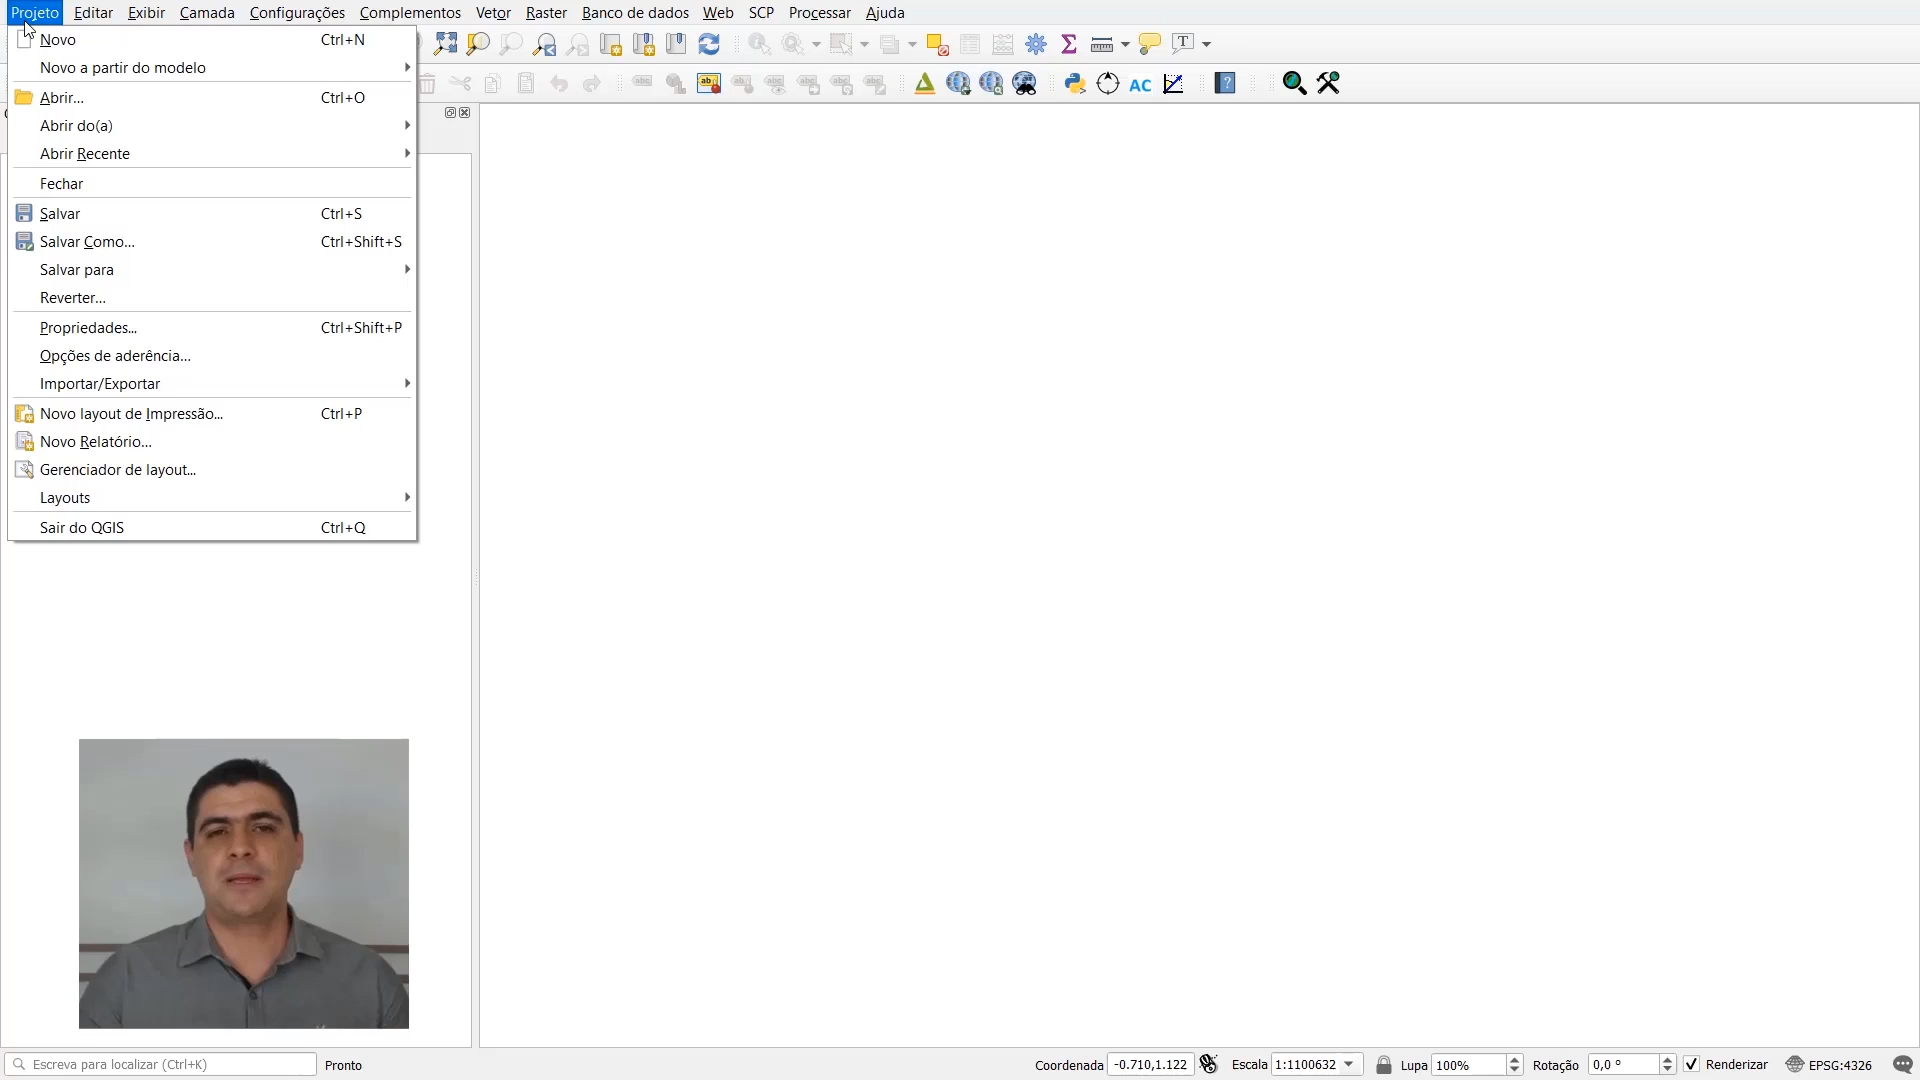 Projeto Editar Exibir Camada Configurações Complementos Vetor Raster Banco de dados Web SCP Processar Ajuda
Novo Ctrl+N
Novo a partir do modelo
Abrir... Ctrl+O
Abrir do(a)
Abrir Recente
Fechar
Salvar Ctrl+S
Salvar Como... Ctrl+Shift+S
Salvar para
Reverter...
Propriedades... Ctrl+Shift+P
Opções de aderência...
Importar/Exportar
Novo layout de Impressão... Ctrl+P
Novo Relatório...
Gerenciador de layout...
Layouts
Sair do QGIS Ctrl+Q
AC
Escreva para localizar (Ctrl+K) Pronto Coordenada -0.710,1.122 Escala 1:1100632 Lupa 100% Rotação 0,0 ° Renderizar EPSG:4326